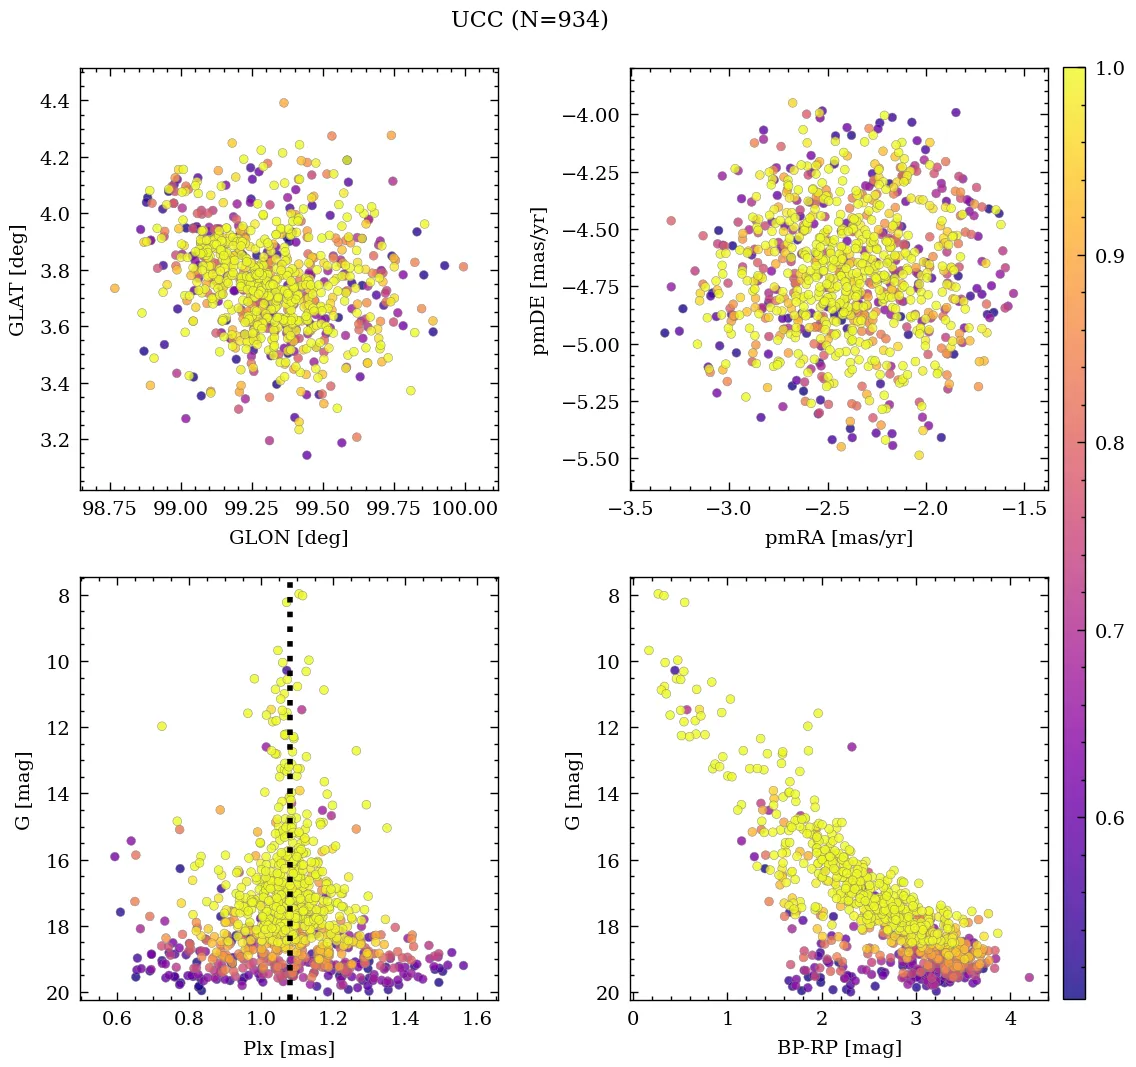 UCC (N=934)
4.4
4.2
4.0
3.8
3.6
3.4
3.2
GLAT [deg]
98.75 99.00 99.25 99.50 99.75 100.00
GLON [deg]
−4.00
−4.25
−4.50
−4.75
−5.00
−5.25
−5.50
pmDE [mas/yr]
−3.5 −3.0 −2.5 −2.0 −1.5
pmRA [mas/yr]
8
10
12
14
16
18
20
G [mag]
0.6 0.8 1.0 1.2 1.4 1.6
Plx [mas]
8
10
12
14
16
18
20
G [mag]
0 1 2 3 4
BP-RP [mag]
1.0
0.9
0.8
0.7
0.6